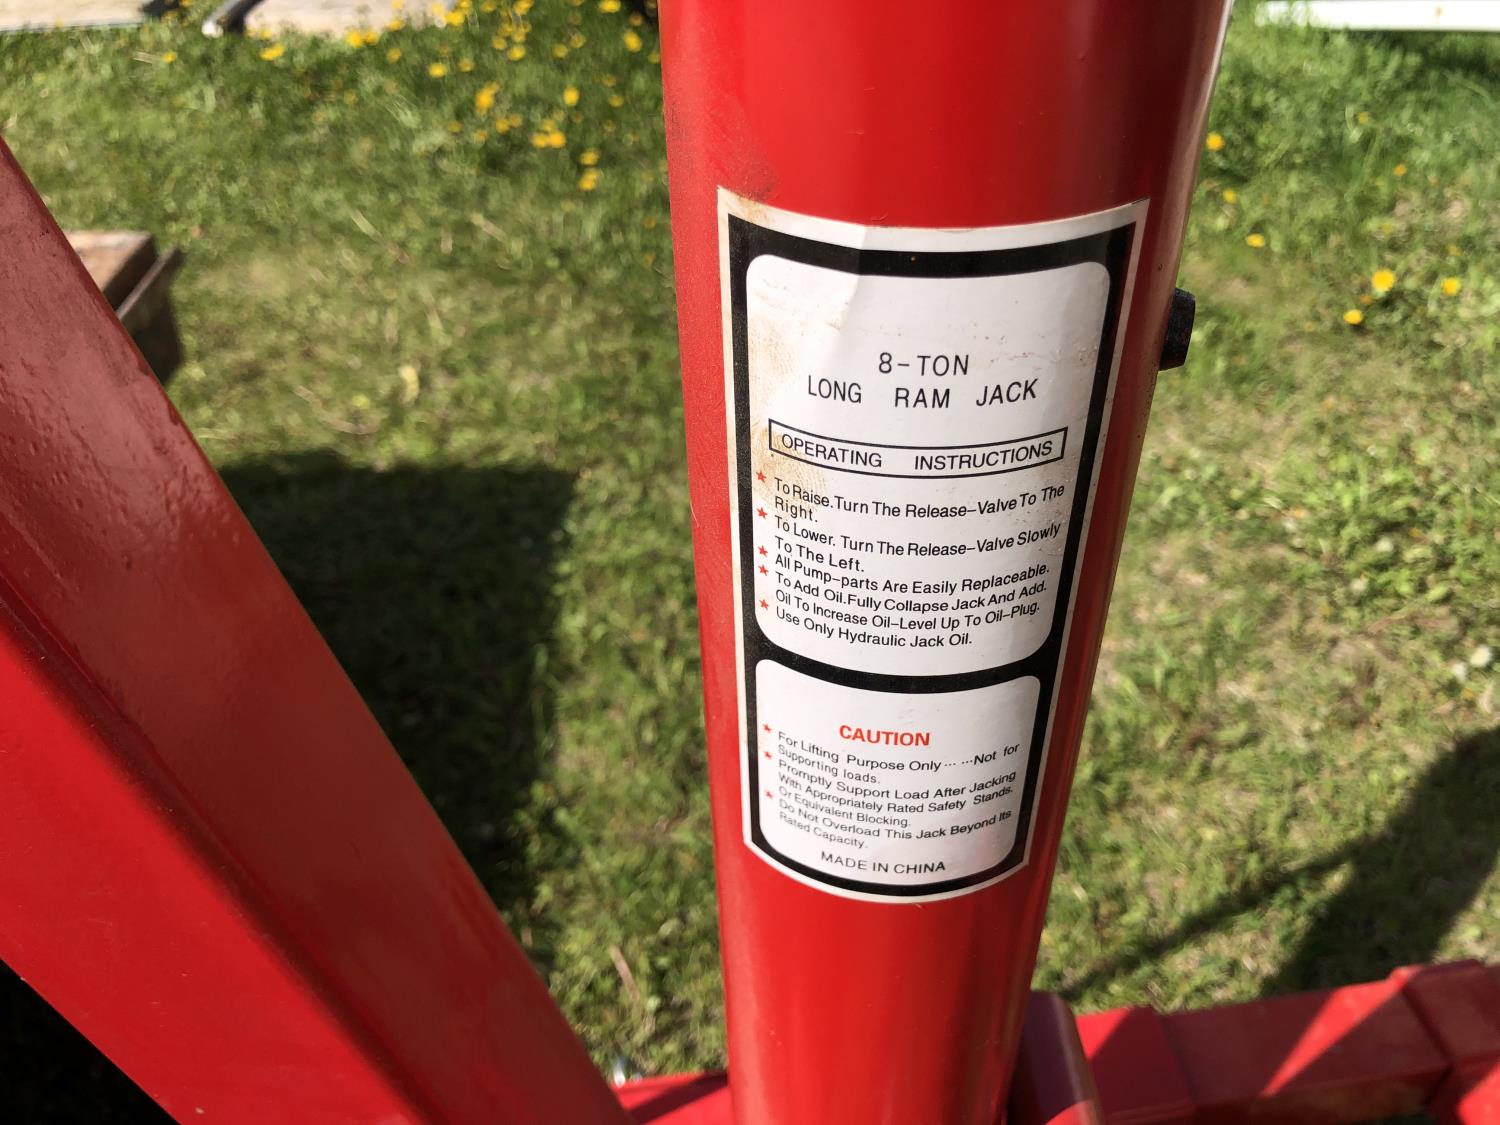 8-TON
LONG RAM JACK
OPERATING INSTRUCTIONS
★ To Raise.Turn The Release-Valve To The
Right.
★ To Lower. Turn The Release-Valve Slowly
To The Left.
★ All Pump-parts Are Easily Replaceable.
★ To Add Oil.Fully Collapse Jack And Add.
Oil To Increase Oil-Level Up To Oil-Plug.
★ Use Only Hydraulic Jack Oil.
CAUTION
★ For Lifting Purpose Only ··· ···Not for
Supporting loads.
★ Promptly Support Load After Jacking
With Appropriately Rated Safety Stands.
Or Equivalent Blocking.
★ Do Not Overload This Jack Beyond Its
Rated Capacity.
MADE IN CHINA